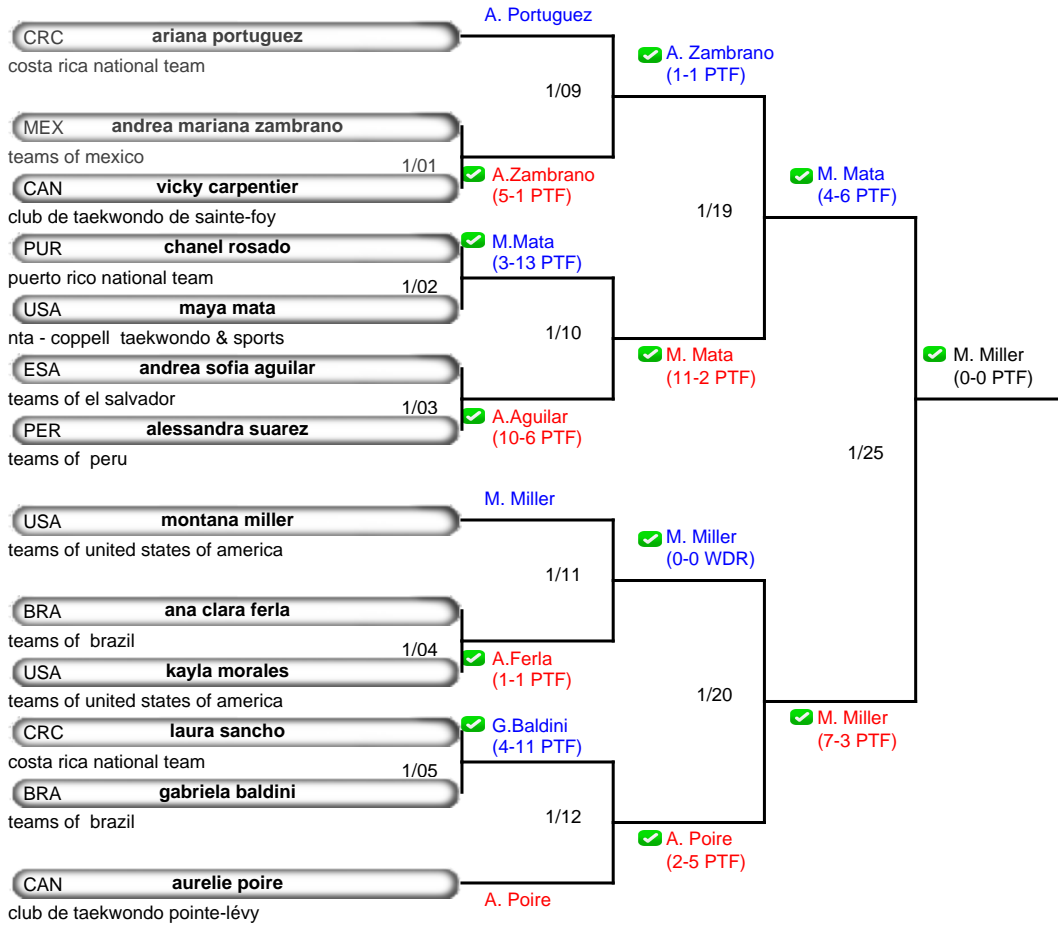 A. Portuguez
CRC ariana portuguez
costa rica national team
A. Zambrano
(1-1 PTF)
1/09
MEX andrea mariana zambrano
teams of mexico
1/01
CAN vicky carpentier
club de taekwondo de sainte-foy
A.Zambrano
(5-1 PTF)
M. Mata
(4-6 PTF)
1/19
PUR chanel rosado
puerto rico national team
M.Mata
(3-13 PTF)
1/02
USA maya mata
nta - coppell taekwondo & sports
1/10
M. Mata
(11-2 PTF)
M. Miller
(0-0 PTF)
ESA andrea sofia aguilar
teams of el salvador
1/03
PER alessandra suarez
teams of peru
A.Aguilar
(10-6 PTF)
1/25
M. Miller
USA montana miller
teams of united states of america
M. Miller
(0-0 WDR)
1/11
BRA ana clara ferla
teams of brazil
1/04
USA kayla morales
teams of united states of america
A.Ferla
(1-1 PTF)
1/20
CRC laura sancho
costa rica national team
G.Baldini
(4-11 PTF)
M. Miller
(7-3 PTF)
1/05
BRA gabriela baldini
teams of brazil
1/12
A. Poire
(2-5 PTF)
CAN aurelie poire
club de taekwondo pointe-lévy
A. Poire